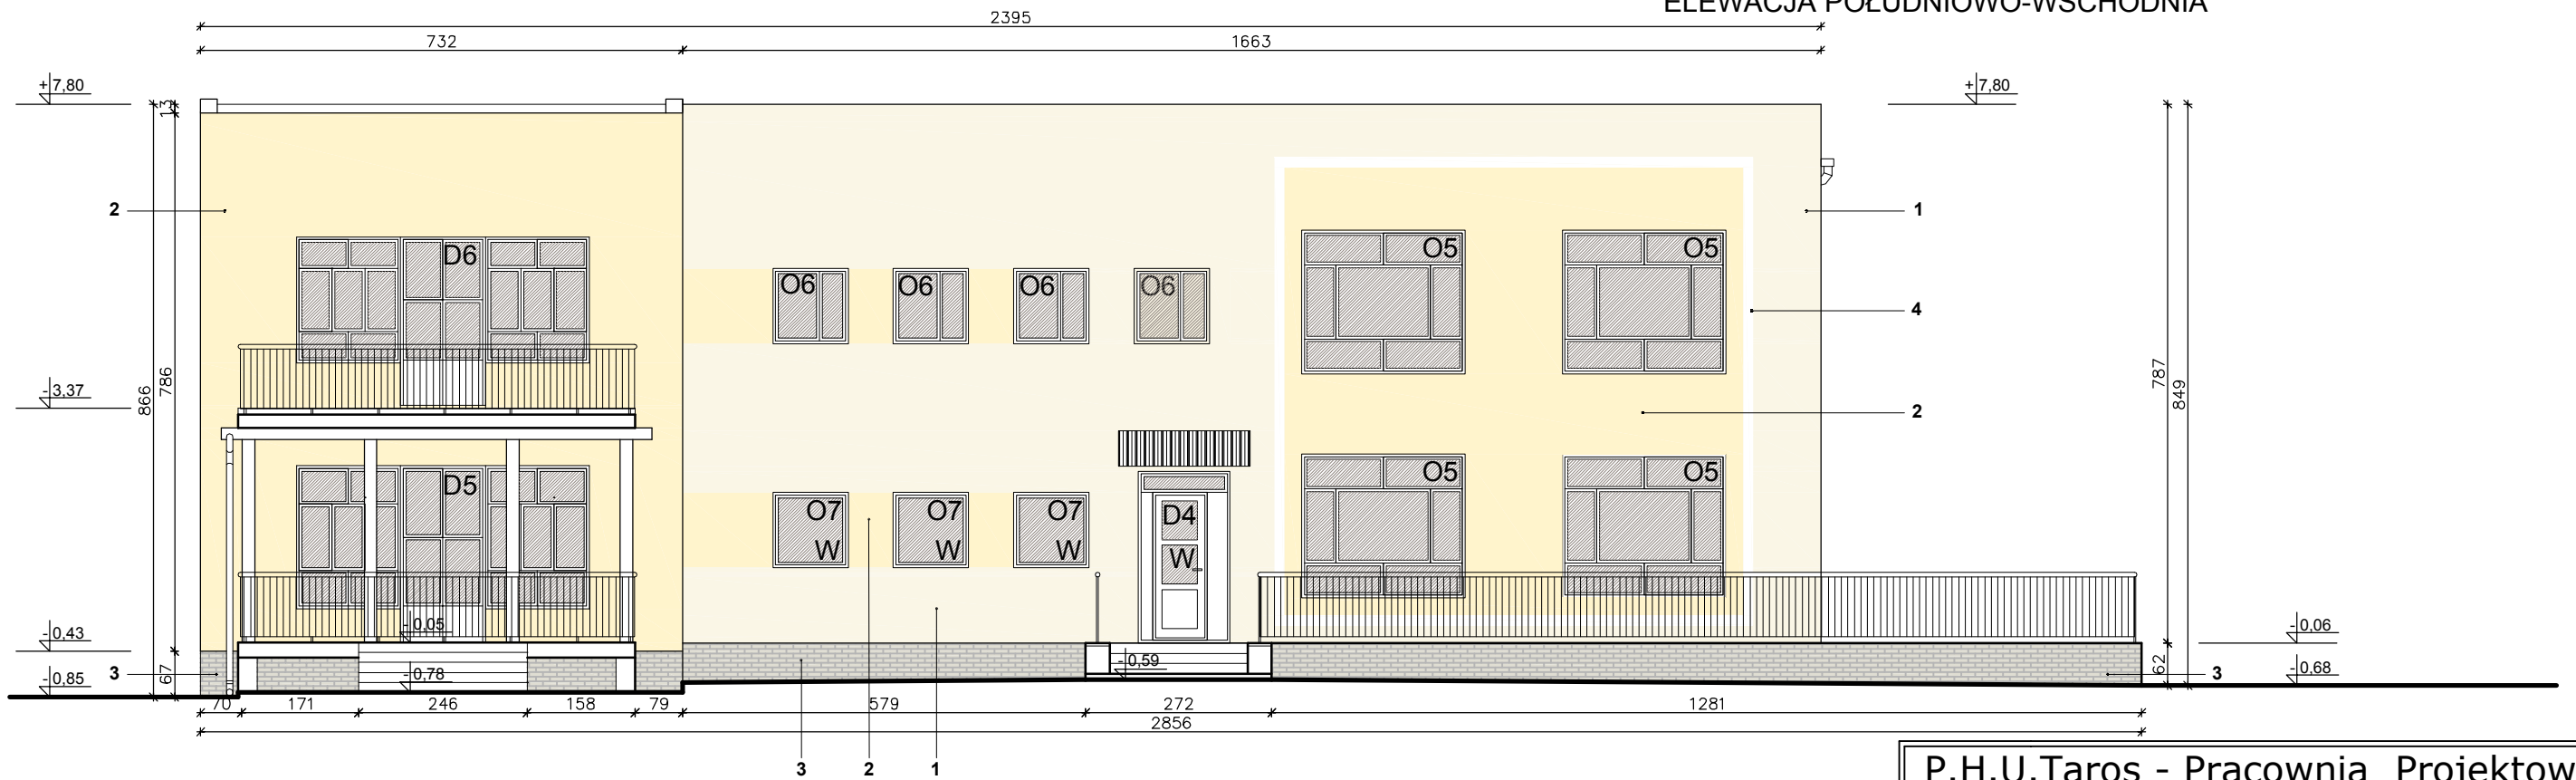 ELEWACJA POŁUDNIOWO-WSCHODNIA
2395
732 1663
+7,80 +7,80
13
2 1
D6 O5 O5
O6 O6 O6 O6
4
866 786 787 849
-3,37
2
D5 O5 O5
O7 O7 O7 D4
W W W W
-0,05
-0,43 -0,06
-0,59
-0,85 3 67 -0,78 62 -0,68
3
70 171 246 158 79 579 272 1281
2856
3 2 1
P.H.U.Taros - Pracownia Projektow